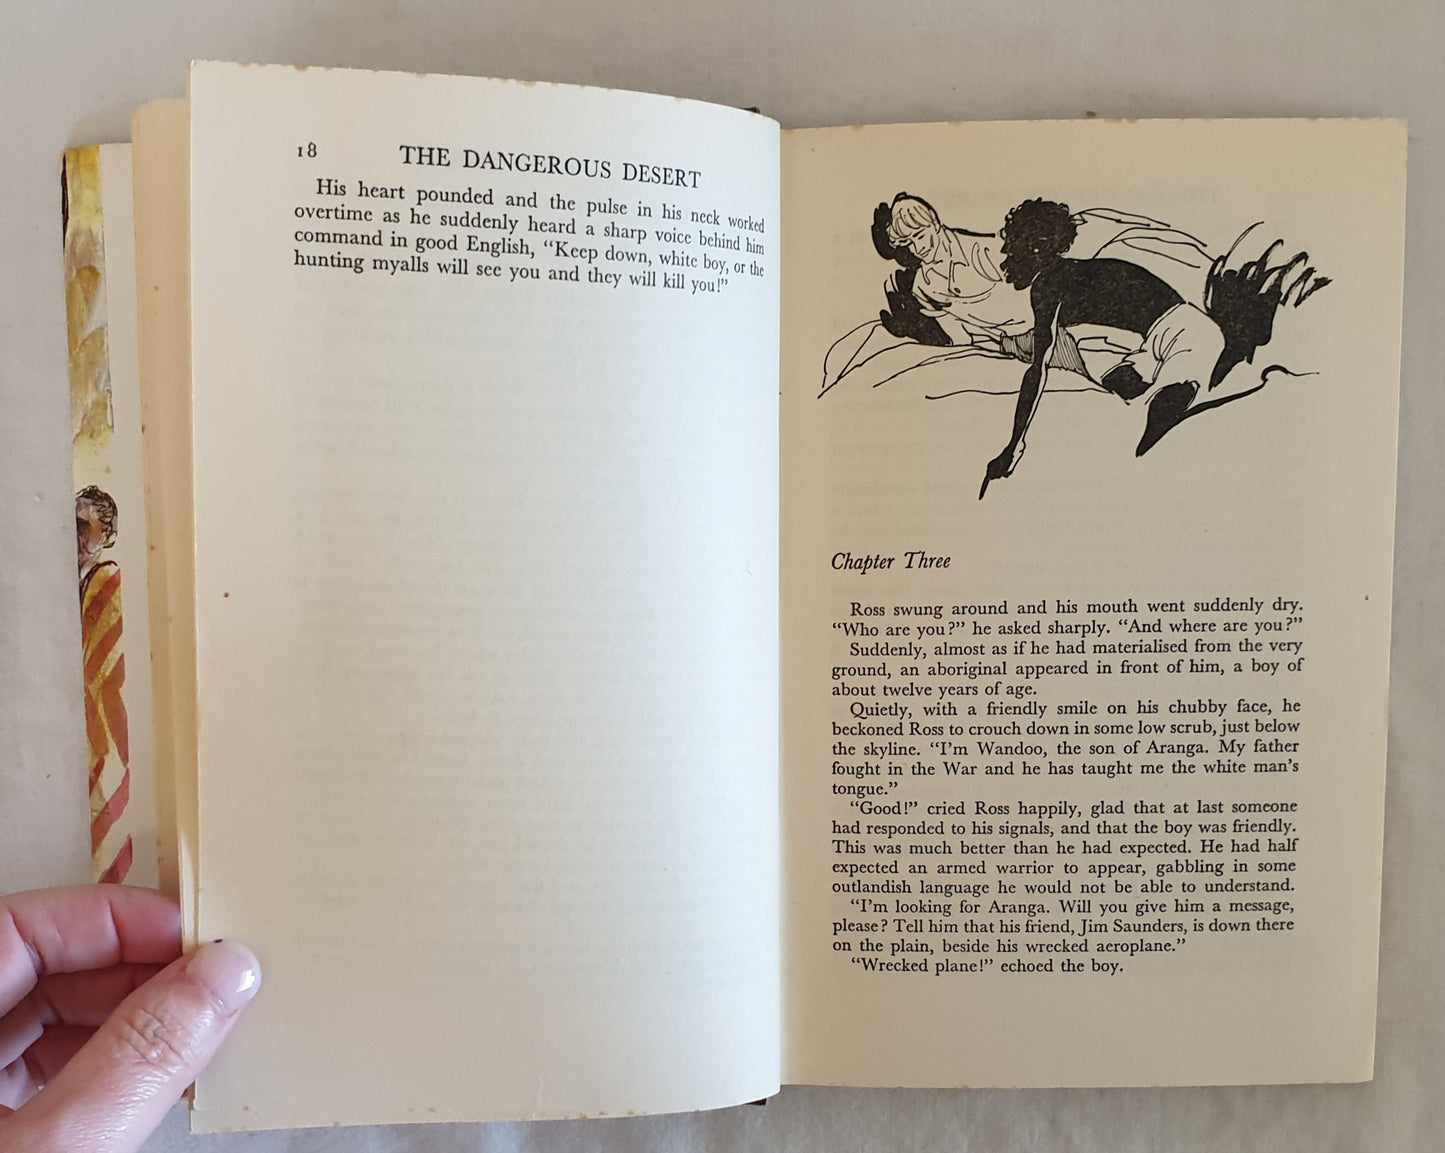 18
THE DANGEROUS DESERT
His heart pounded and the pulse in his neck worked
overtime as he suddenly heard a sharp voice behind him
command in good English, “Keep down, white boy, or the
hunting myalls will see you and they will kill you!”
Chapter Three
Ross swung around and his mouth went suddenly dry.
“Who are you?” he asked sharply. “And where are you?”
Suddenly, almost as if he had materialised from the very
ground, an aboriginal appeared in front of him, a boy of
about twelve years of age.
Quietly, with a friendly smile on his chubby face, he
beckoned Ross to crouch down in some low scrub, just below
the skyline. “I’m Wandoo, the son of Aranga. My father
fought in the War and he has taught me the white man’s
tongue.”
“Good!” cried Ross happily, glad that at last someone
had responded to his signals, and that the boy was friendly.
This was much better than he had expected. He had half
expected an armed warrior to appear, gabbling in some
outlandish language he would not be able to understand.
“I’m looking for Aranga. Will you give him a message,
please? Tell him that his friend, Jim Saunders, is down there
on the plain, beside his wrecked aeroplane.”
“Wrecked plane!” echoed the boy.